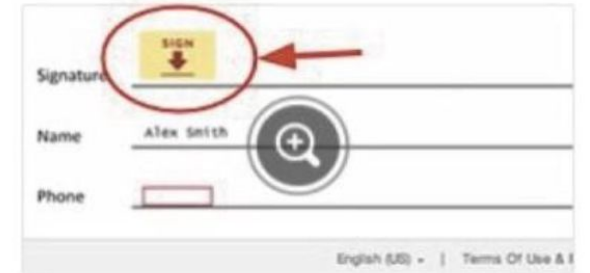 SIGN
Signature
Name Alex Smith
Phone
English (US) | Terms Of Use &